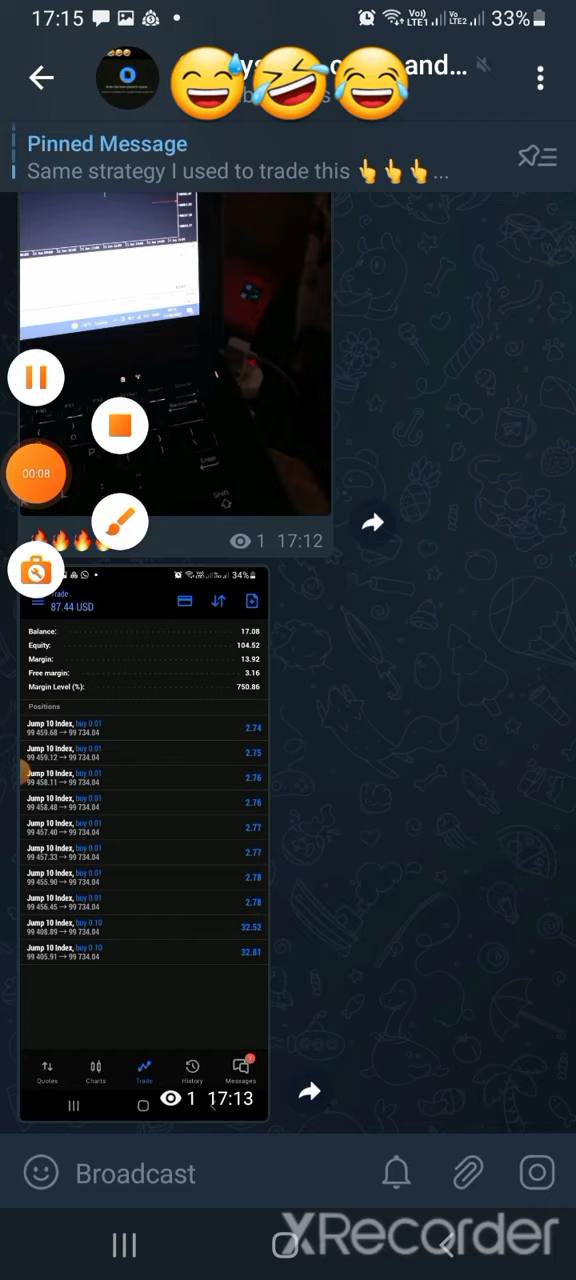 17:15
LTE1 LTE2 33%
and...
Pinned Message
Same strategy I used to trade this 👆👆👆...
00:08
🔥🔥🔥 1 17:12
34%
Trade
87.44 USD
Balance: 17.08
Equity: 104.52
Margin: 13.92
Free margin: 3.16
Margin Level (%): 750.86
Positions
Jump 10 Index, buy 0.01
99 459.68 → 99 734.04 2.74
Jump 10 Index, buy 0.01
99 459.12 → 99 734.04 2.75
Jump 10 Index, buy 0.01
99 458.11 → 99 734.04 2.76
Jump 10 Index, buy 0.01
99 458.48 → 99 734.04 2.76
Jump 10 Index, buy 0.01
99 457.40 → 99 734.04 2.77
Jump 10 Index, buy 0.01
99 457.33 → 99 734.04 2.77
Jump 10 Index, buy 0.01
99 455.90 → 99 734.04 2.78
Jump 10 Index, buy 0.01
99 456.45 → 99 734.04 2.78
Jump 10 Index, buy 0.10
99 408.89 → 99 734.04 32.52
Jump 10 Index, buy 0.10
99 405.91 → 99 734.04 32.81
Quotes Charts Trade History Messages
1 17:13
Broadcast
XRecorder